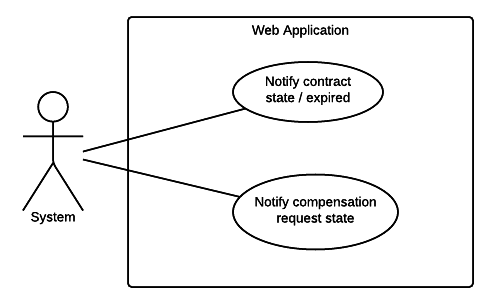 Web Application
Notify contract
state / expired
System
Notify compensation
request state